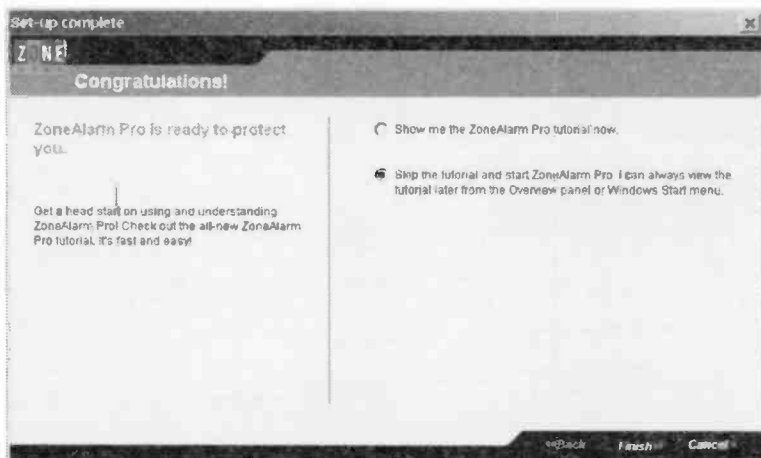 Set-up complete
ZONE
Congratulations!
ZoneAlarm Pro is ready to protect
you.
Get a head start on using and understanding
ZoneAlarm Pro! Check out the all-new ZoneAlarm
Pro tutorial. It's fast and easy!
Show me the ZoneAlarm Pro tutorial now.
Skip the tutorial and start ZoneAlarm Pro. I can always view the
tutorial later from the Overview panel or Windows Start menu.
Back Finish Cancel